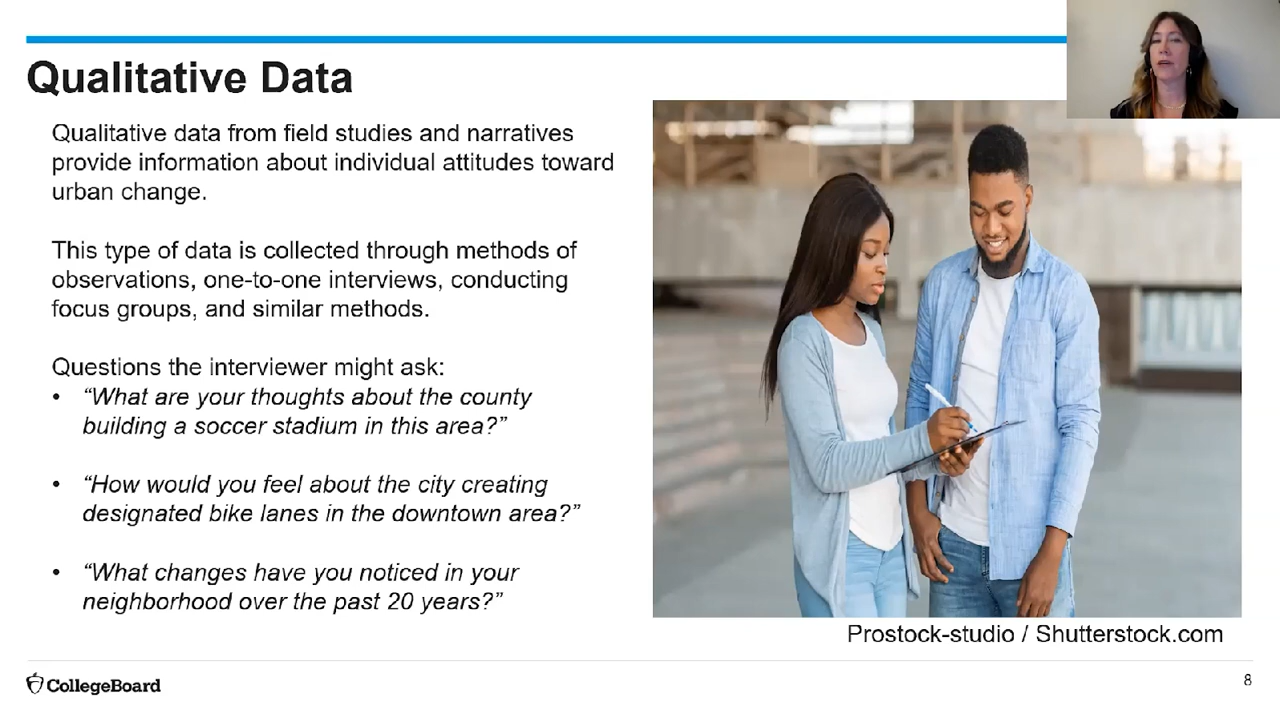 Qualitative Data
Qualitative data from field studies and narratives
provide information about individual attitudes toward
urban change.
This type of data is collected through methods of
observations, one-to-one interviews, conducting
focus groups, and similar methods.
Questions the interviewer might ask:
• “What are your thoughts about the county
building a soccer stadium in this area?”
• “How would you feel about the city creating
designated bike lanes in the downtown area?”
• “What changes have you noticed in your
neighborhood over the past 20 years?”
Prostock-studio / Shutterstock.com
CollegeBoard
8